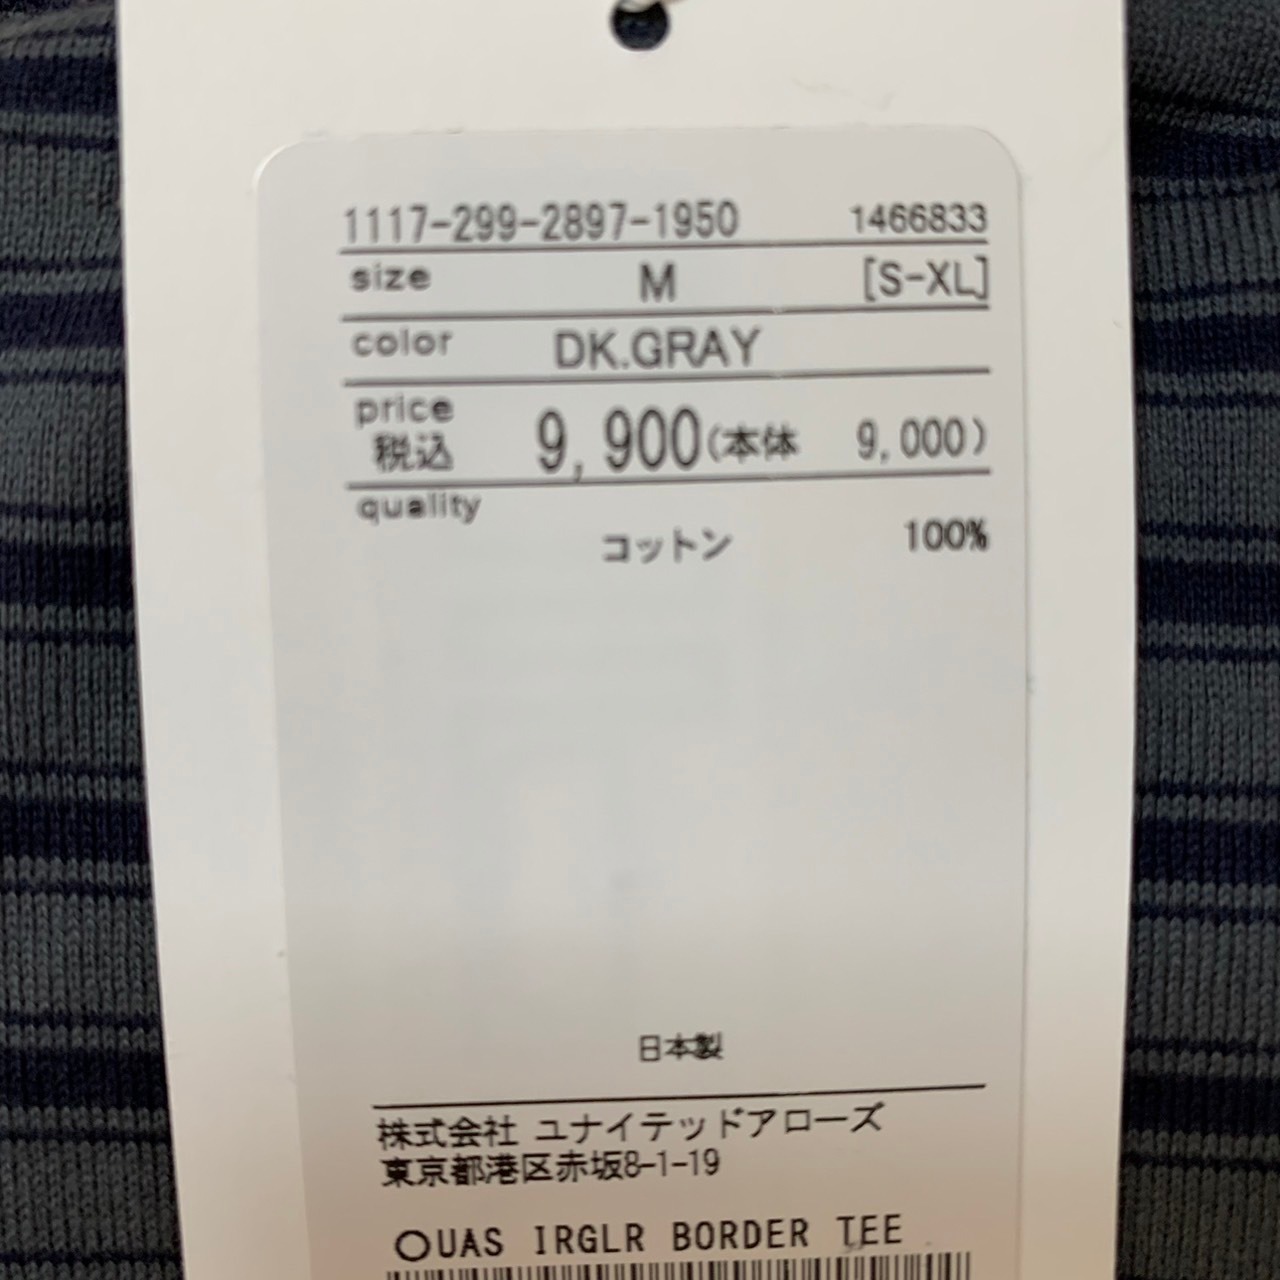 1117-299-2897-1950 1466833
size M [S-XL]
color DK.GRAY
price
税込 9,900(本体 9,000)
quality
コットン 100%
日本製
株式会社 ユナイテッドアローズ
東京都港区赤坂8-1-19
○UAS IRGLR BORDER TEE